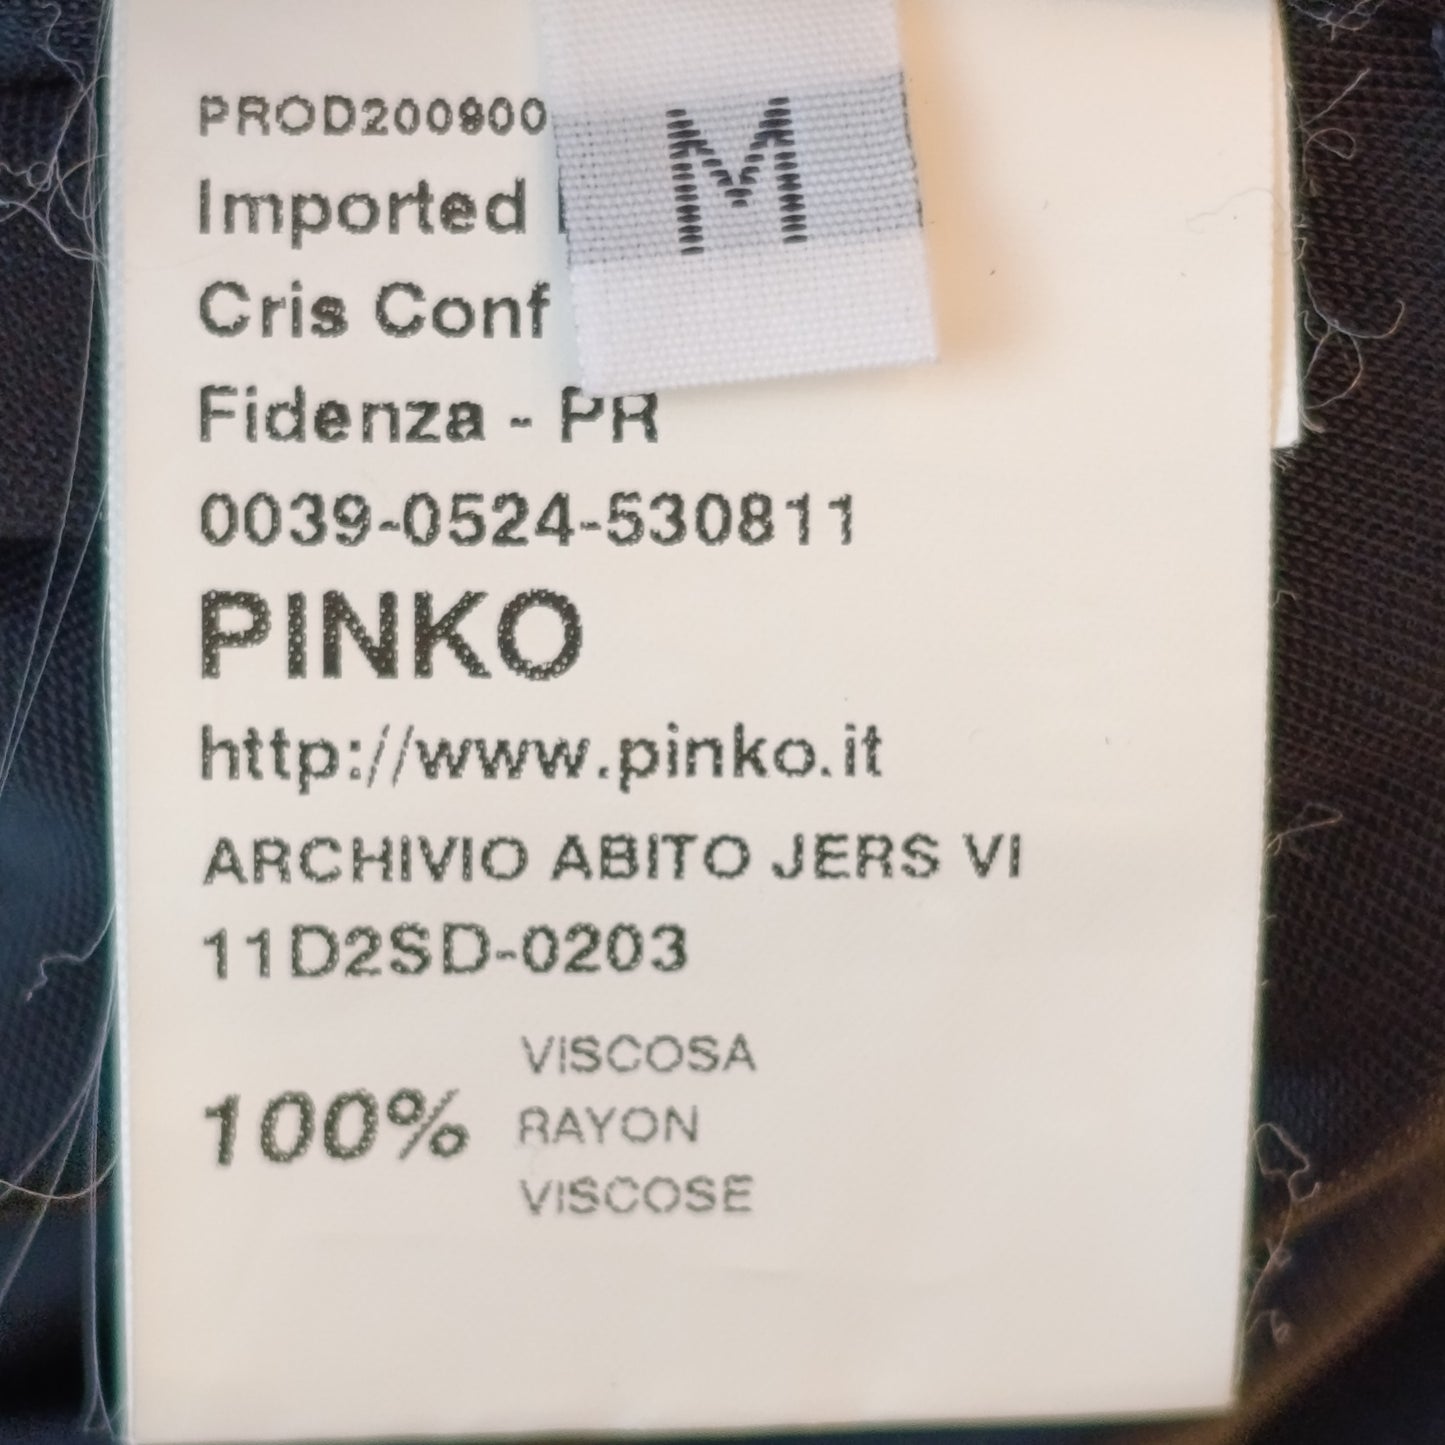 PROD200900
M
Imported
Cris Conf
Fidenza - PR
0039-0524-530811
PINKO
http://www.pinko.it
ARCHIVIO ABITO JERS VI
11D2SD-0203
VISCOSA
100% RAYON
VISCOSE